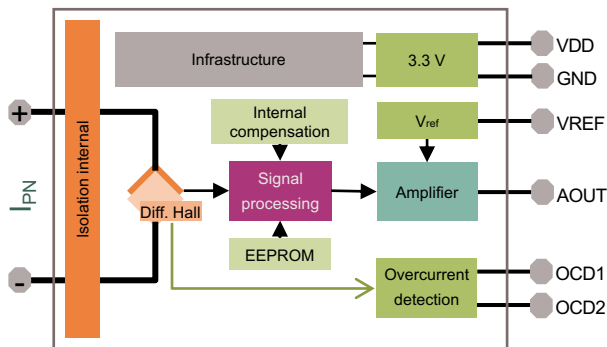 Infrastructure
3.3 V
VDD
GND
Internal
compensation
Vref
VREF
+
IPN
-
Isolation internal
Diff. Hall
Signal
processing
Amplifier
AOUT
EEPROM
Overcurrent
detection
OCD1
OCD2